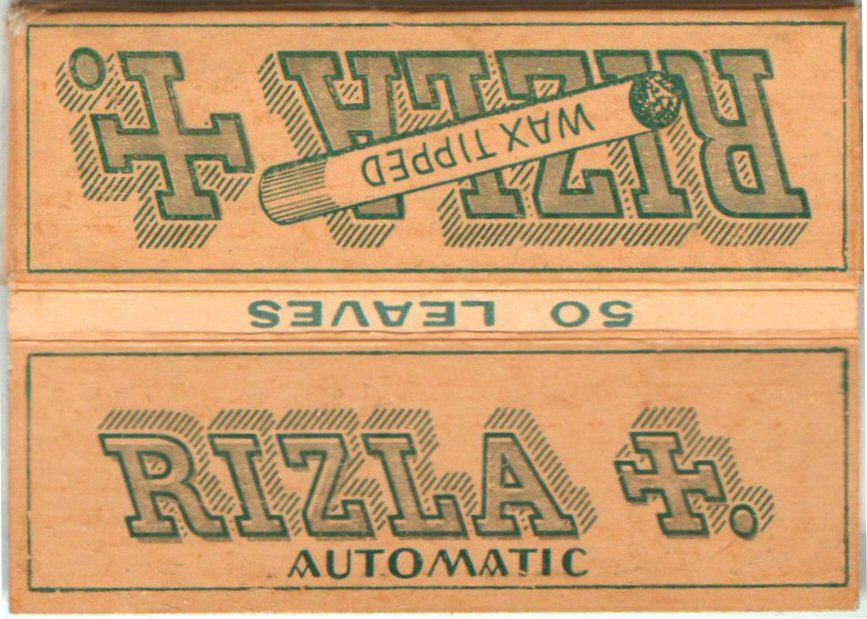 RIZLA +.
WAX TIPPED
50 LEAVES
RIZLA +.
AUTOMATIC